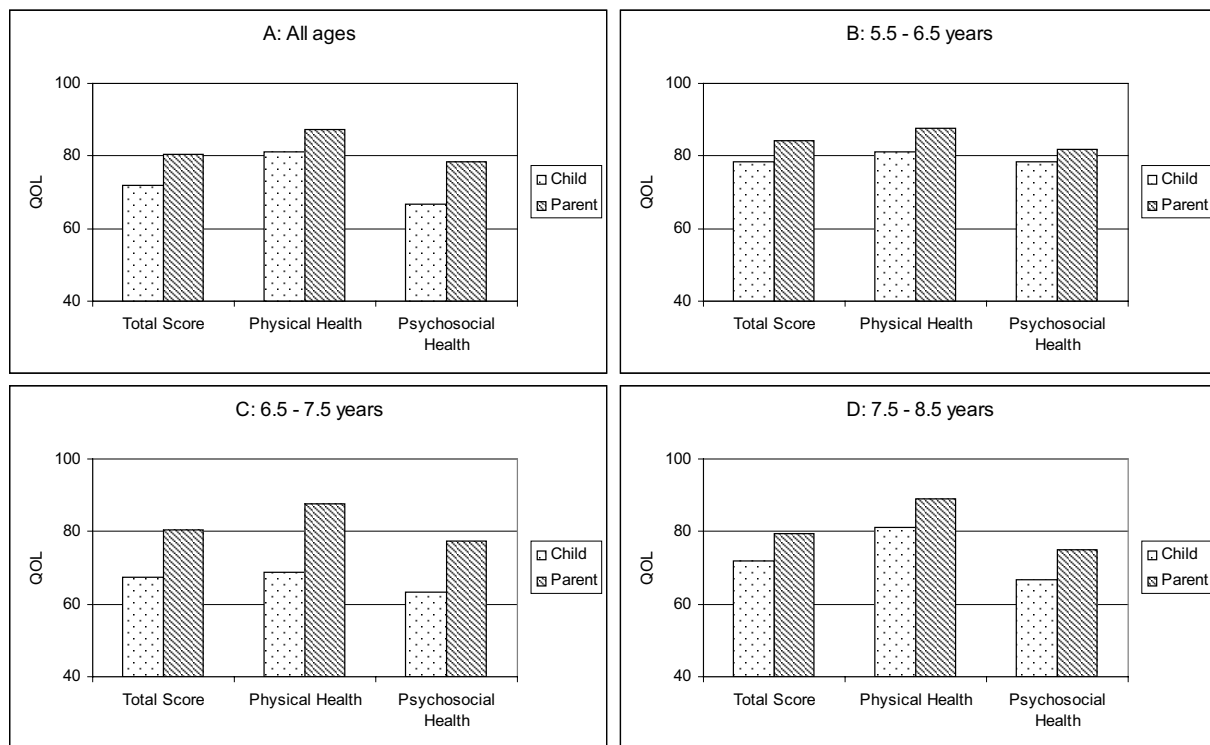 A: All ages
100
80
60
40
QOL
Total Score
Physical Health
Psychosocial
Health
Child
Parent
B: 5.5 - 6.5 years
100
80
60
40
QOL
Total Score
Physical Health
Psychosocial
Health
Child
Parent
C: 6.5 - 7.5 years
100
80
60
40
QOL
Total Score
Physical Health
Psychosocial
Health
Child
Parent
D: 7.5 - 8.5 years
100
80
60
40
QOL
Total Score
Physical Health
Psychosocial
Health
Child
Parent